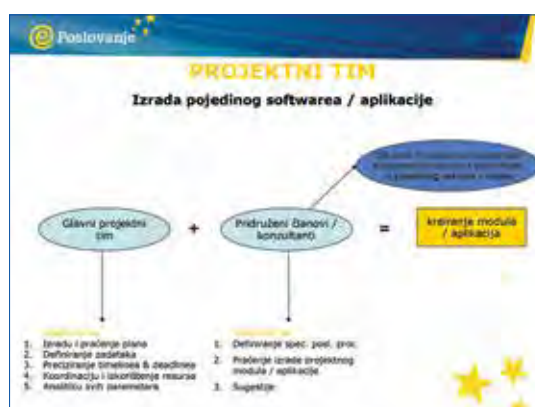 e Poslovanje
PROJEKTNI TIM
Izrada pojedinog softwarea / aplikacije
Glavni projektni
tim
+
Pridruženi članovi /
konzultanti
=
kreiranje modula
/ aplikacija
1. Izradu i praćenje plana
2. Definiranje zadataka
3. Preciziranje timelinea & deadlinea
4. Koordinaciju i iskorištenje resursa
5. Analitiku svih parametara
1. Definiranje spec. posl. proc.
2. Praćenje izrade projektnog
modula / aplikacije
3. Sugestije